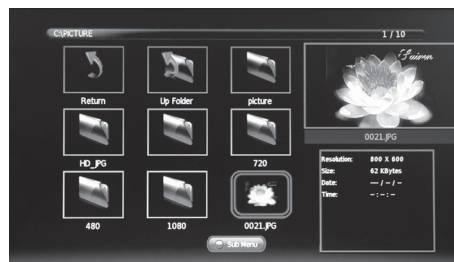 C:\PICTURE
1 / 10
Suiren
Return
Up Folder
picture
0021.JPG
HD_JPG
720
Resolution: 800 X 600
Size: 62 KBytes
Date: --- / -- / --
Time: -- : -- : --
480
1080
0021.JPG
Sub Menu